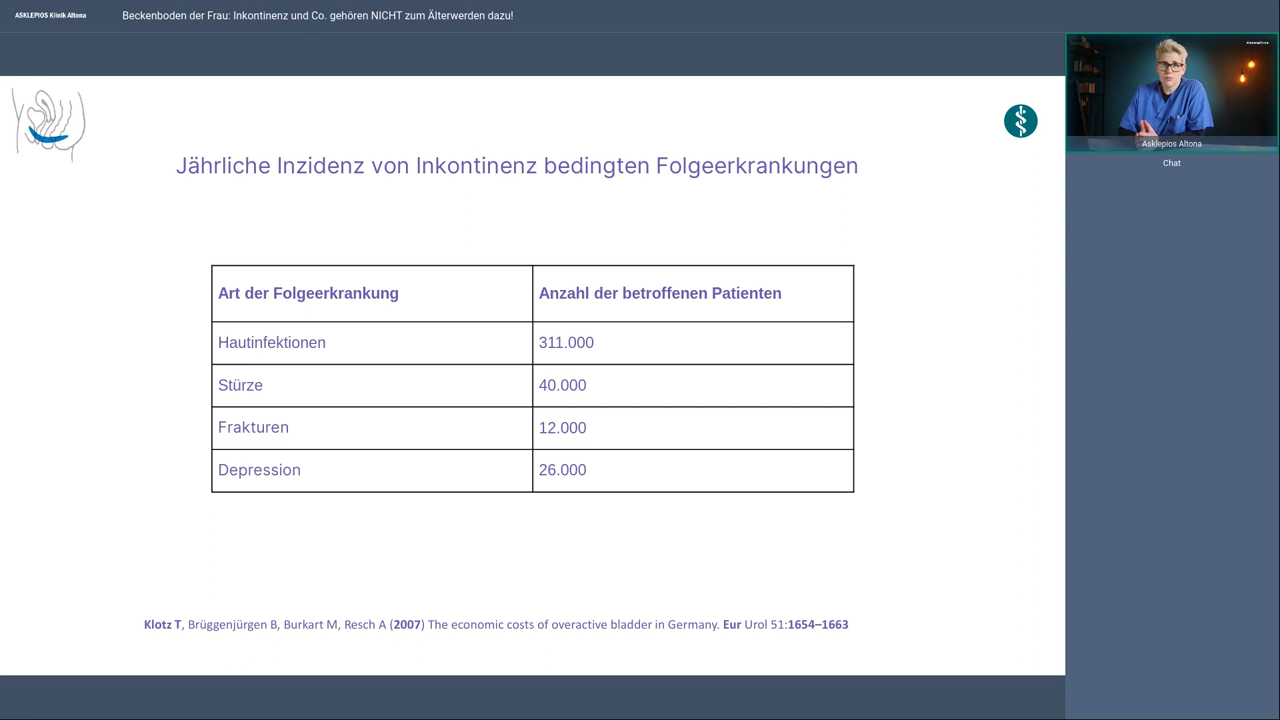 ASKLEPIOS Klinik Altona
Beckenboden der Frau: Inkontinenz und Co. gehören NICHT zum Älterwerden dazu!
Asklepios Altona
Chat
Jährliche Inzidenz von Inkontinenz bedingten Folgeerkrankungen
Art der Folgeerkrankung
Anzahl der betroffenen Patienten
Hautinfektionen
311.000
Stürze
40.000
Frakturen
12.000
Depression
26.000
Klotz T, Brüggenjürgen B, Burkart M, Resch A (2007) The economic costs of overactive bladder in Germany. Eur Urol 51:1654–1663